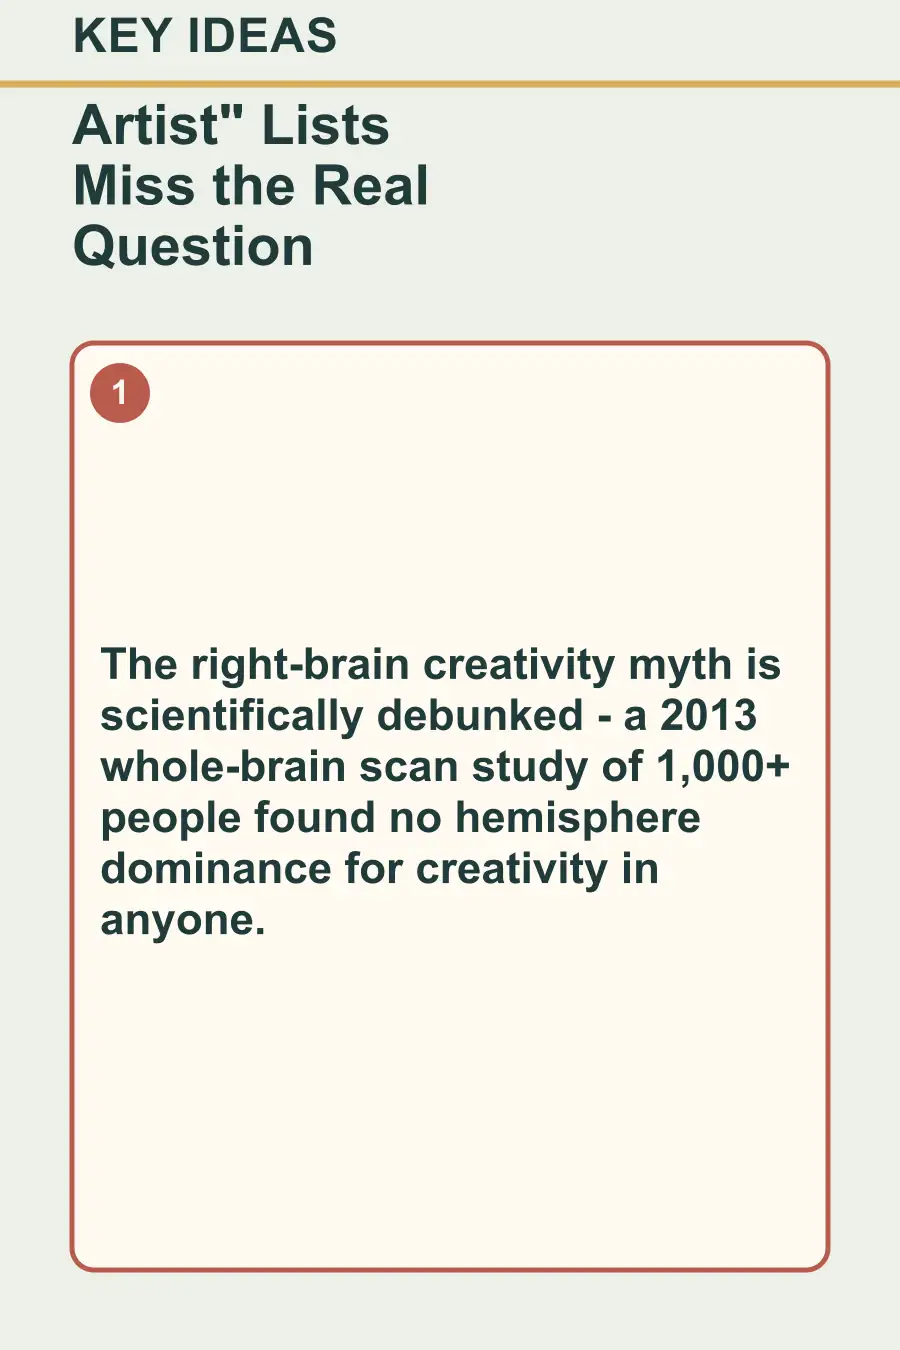 KEY IDEAS
Artist" Lists
Miss the Real
Question
1
The right-brain creativity myth is
scientifically debunked - a 2013
whole-brain scan study of 1,000+
people found no hemisphere
dominance for creativity in
anyone.